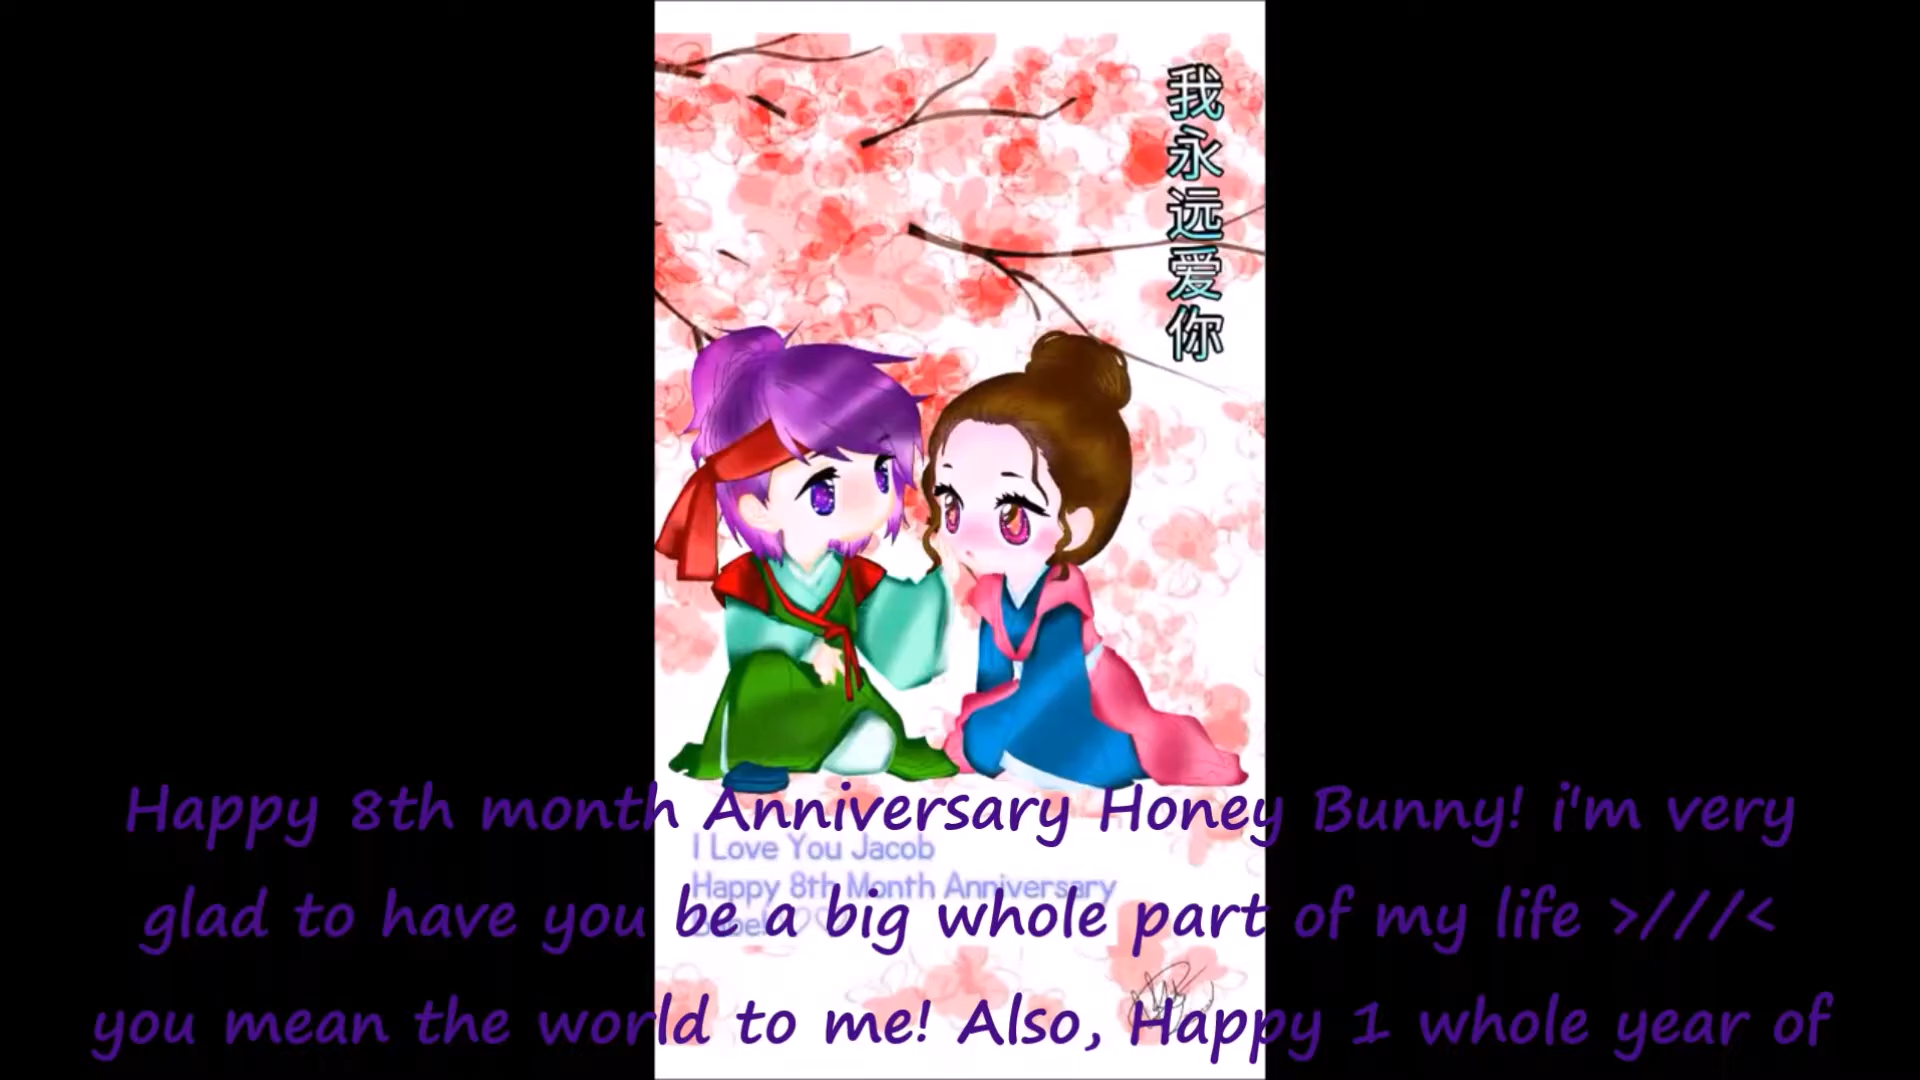 我永远爱你
Happy 8th month Anniversary Honey Bunny! i'm very
I Love You Jacob
Happy 8th Month Anniversary
glad to have you be a big whole part of my life >///<
you mean the world to me! Also, Happy 1 whole year of